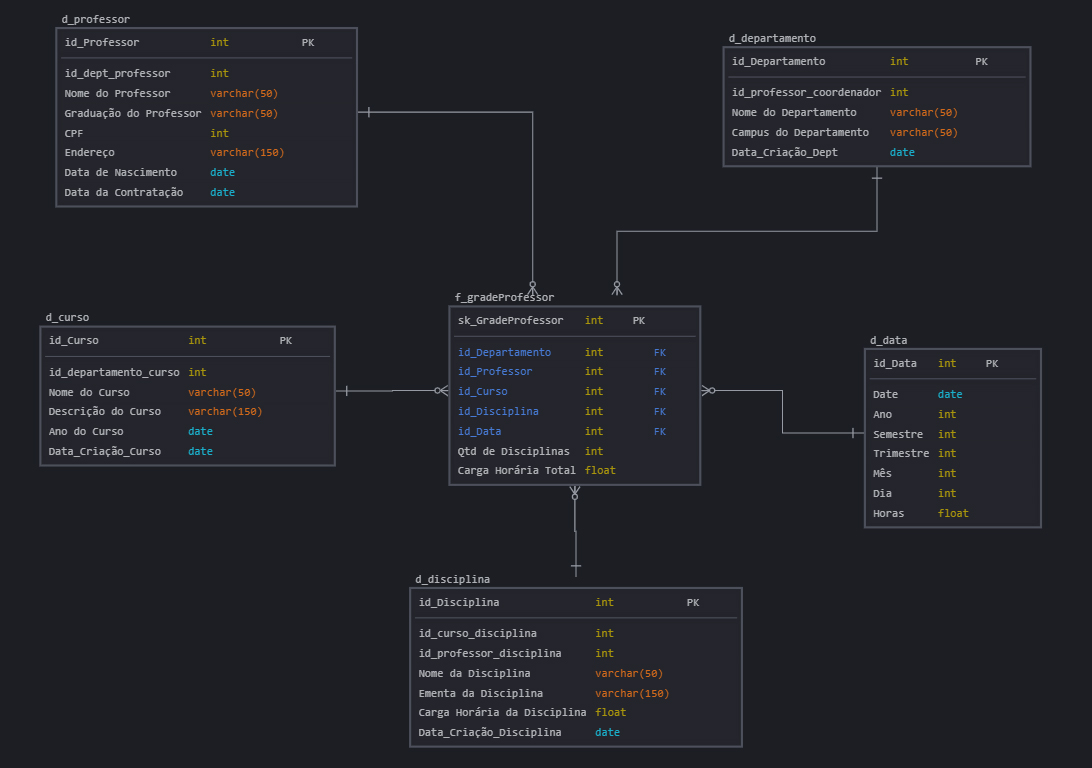 d_professor
id_Professor int PK
id_dept_professor int
Nome do Professor varchar(50)
Graduação do Professor varchar(50)
CPF int
Endereço varchar(150)
Data de Nascimento date
Data da Contratação date
d_departamento
id_Departamento int PK
id_professor_coordenador int
Nome do Departamento varchar(50)
Campus do Departamento varchar(50)
Data_Criação_Dept date
f_gradeProfessor
sk_GradeProfessor int PK
id_Departamento int FK
id_Professor int FK
id_Curso int FK
id_Disciplina int FK
id_Data int FK
Qtd de Disciplinas int
Carga Horária Total float
d_curso
id_Curso int PK
id_departamento_curso int
Nome do Curso varchar(50)
Descrição do Curso varchar(150)
Ano do Curso date
Data_Criação_Curso date
d_data
id_Data int PK
Date date
Ano int
Semestre int
Trimestre int
Mês int
Dia int
Horas float
d_disciplina
id_Disciplina int PK
id_curso_disciplina int
id_professor_disciplina int
Nome da Disciplina varchar(50)
Ementa da Disciplina varchar(150)
Carga Horária da Disciplina float
Data_Criação_Disciplina date